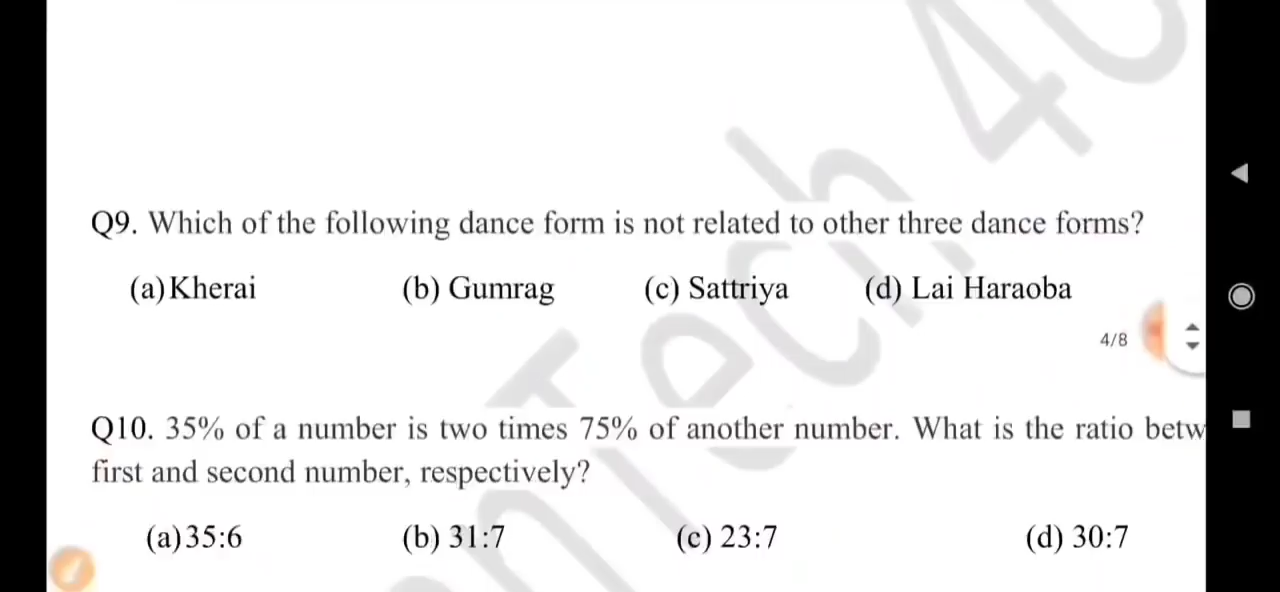 Q9. Which of the following dance form is not related to other three dance forms?
(a) Kherai (b) Gumrag (c) Sattriya (d) Lai Haraoba
4/8
Q10. 35% of a number is two times 75% of another number. What is the ratio betw
first and second number, respectively?
(a) 35:6 (b) 31:7 (c) 23:7 (d) 30:7